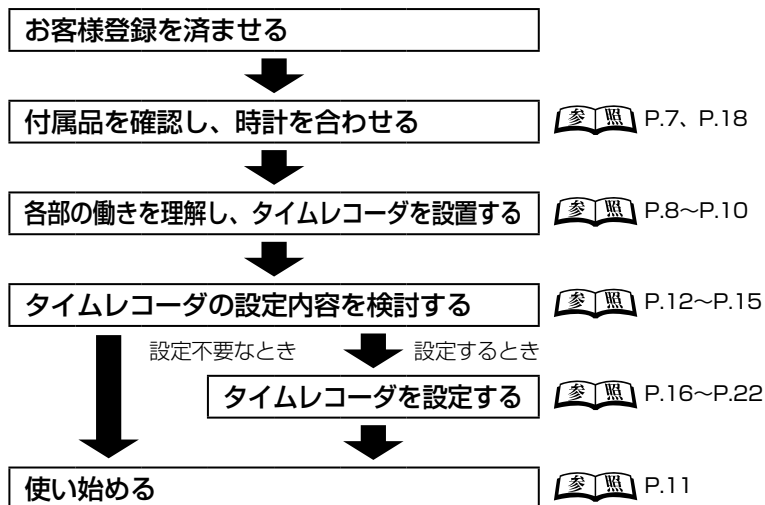 お客様登録を済ませる
付属品を確認し、時計を合わせる 参照 P.7、P.18
各部の働きを理解し、タイムレコーダを設置する 参照 P.8～P.10
タイムレコーダの設定内容を検討する 参照 P.12～P.15
設定不要なとき 設定するとき
タイムレコーダを設定する 参照 P.16～P.22
使い始める 参照 P.11